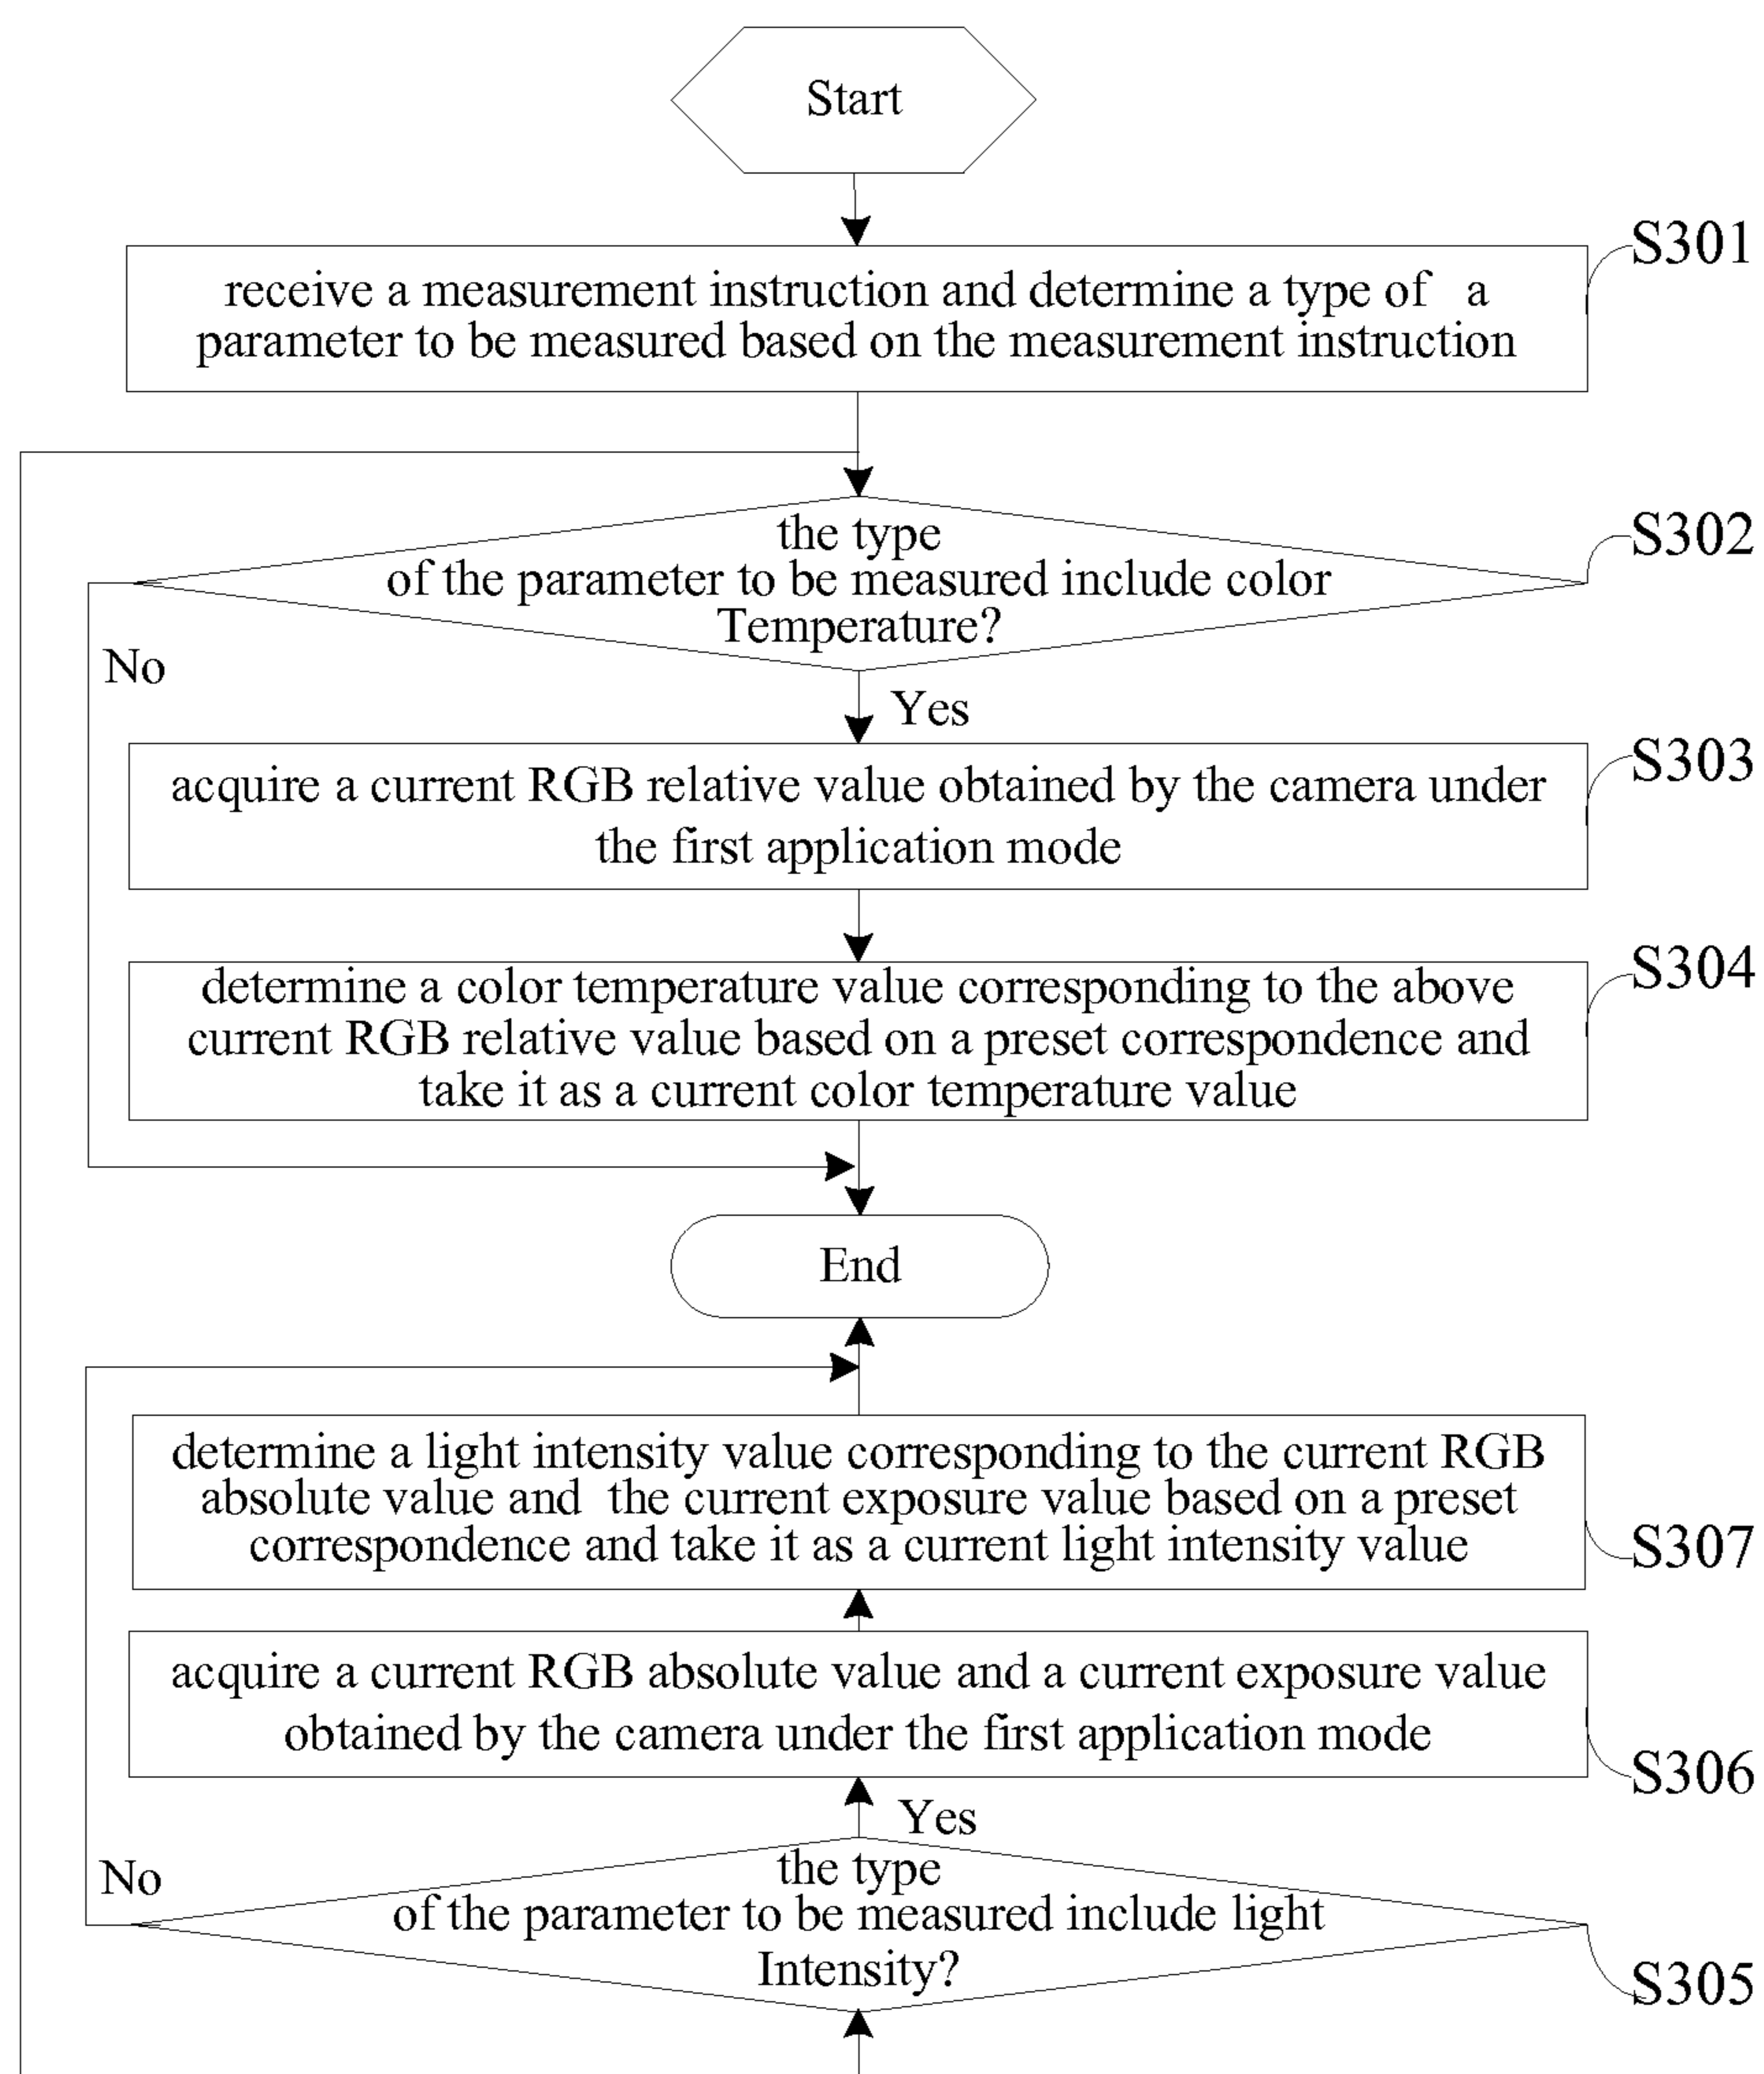 Start
S301
receive a measurement instruction and determine a type of a
parameter to be measured based on the measurement instruction
S302
the type
of the parameter to be measured include color
Temperature?
No
Yes
S303
acquire a current RGB relative value obtained by the camera under
the first application mode
S304
determine a color temperature value corresponding to the above
current RGB relative value based on a preset correspondence and
take it as a current color temperature value
End
determine a light intensity value corresponding to the current RGB
absolute value and the current exposure value based on a preset
correspondence and take it as a current light intensity value
S307
acquire a current RGB absolute value and a current exposure value
obtained by the camera under the first application mode
S306
Yes
No
the type
of the parameter to be measured include light
Intensity?
S305